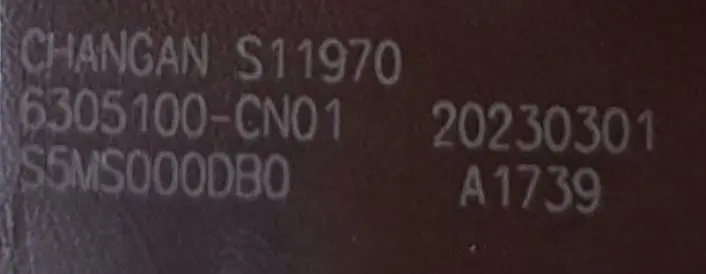 CHANGAN S11970
6305100-CN01 20230301
S5MS000DB0 A1739